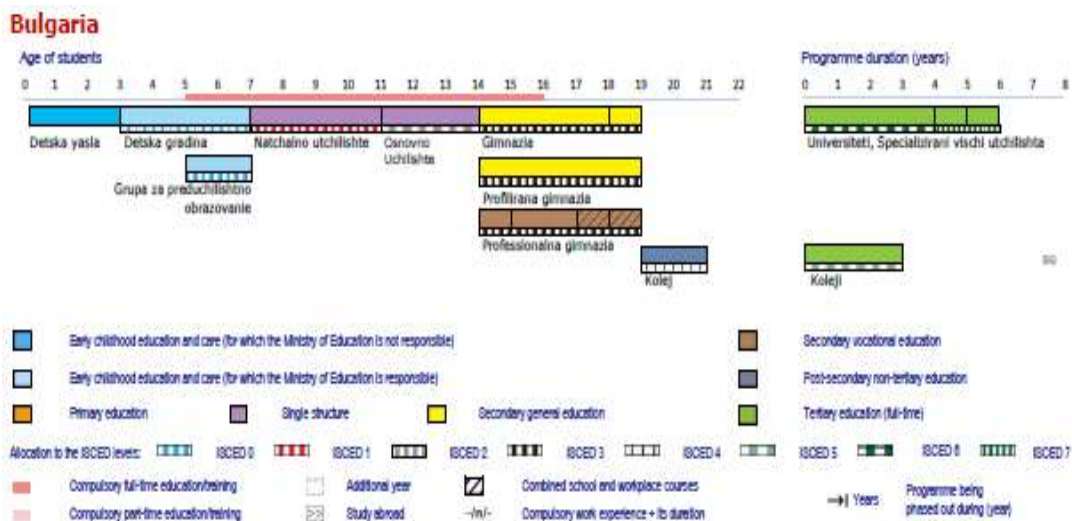 Bulgaria
Age of students
Programme duration (years)
0 1 2 3 4 5 6 7 8 9 10 11 12 13 14 15 16 17 18 19 20 21 22
0 1 2 3 4 5 6 7 8
Detska yasla
Detska gradina
Natchalno utchilishte
Osnovno
Uchilishte
Gimnazia
Universiteti, Specializirani vischi utchilishta
Grupa za preduchilishtno
obrazovanie
Profilirana gimnazia
Professionalna gimnazia
Kolej
Koleji
BG
Early childhood education and care (for which the Ministry of Education is not responsible)
Secondary vocational education
Early childhood education and care (for which the Ministry of Education is responsible)
Post-secondary non-tertiary education
Primary education
Single structure
Secondary general education
Tertiary education (full-time)
Allocation to the ISCED levels:
ISCED 0
ISCED 1
ISCED 2
ISCED 3
ISCED 4
ISCED 5
ISCED 6
ISCED 7
Compulsory full-time education/training
Additional year
Combined school and workplace courses
Years
Programme being
phased out during (year)
Compulsory part-time education/training
>>
Study abroad
-/n/-
Compulsory work experience + its duration